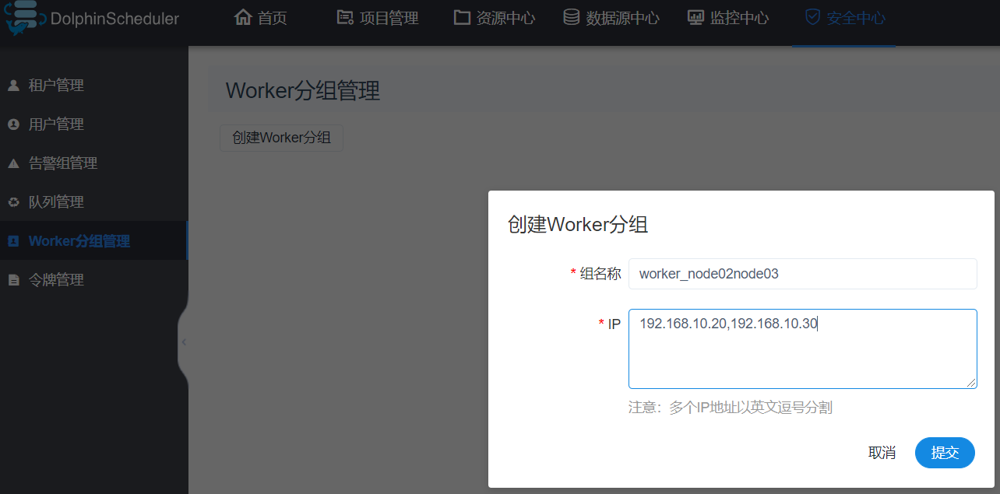 DolphinScheduler
首页
项目管理
资源中心
数据源中心
监控中心
安全中心
租户管理
用户管理
告警组管理
队列管理
Worker分组管理
令牌管理
Worker分组管理
创建Worker分组
创建Worker分组
* 组名称
worker_node02node03
* IP
192.168.10.20,192.168.10.30
注意：多个IP地址以英文逗号分割
取消
提交